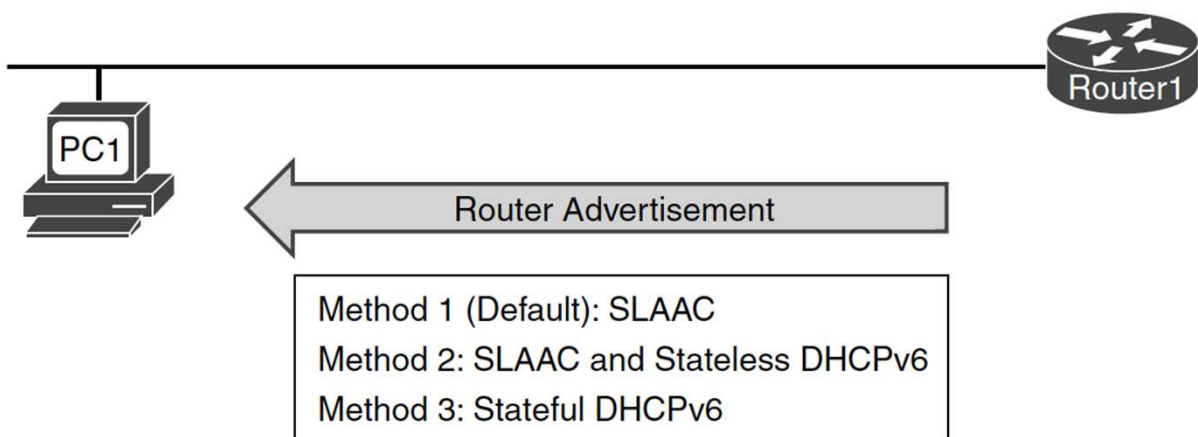 Router1
PC1
Router Advertisement
Method 1 (Default): SLAAC
Method 2: SLAAC and Stateless DHCPv6
Method 3: Stateful DHCPv6